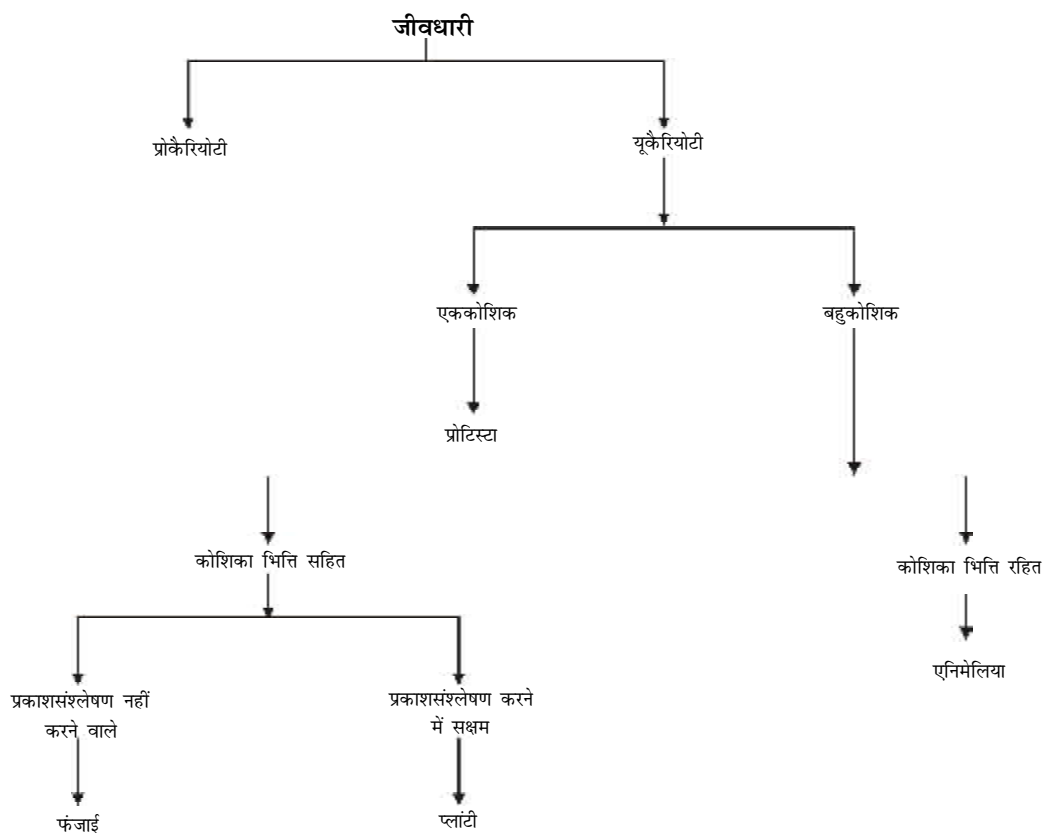 जीवधारी
प्रोकैरियोटी
यूकैरियोटी
एककोशिक
बहुकोशिक
प्रोटिस्टा
कोशिका भित्ति सहित
कोशिका भित्ति रहित
एनिमेलिया
प्रकाशसंश्लेषण नहीं
करने वाले
प्रकाशसंश्लेषण करने
में सक्षम
फंजाई
प्लांटी